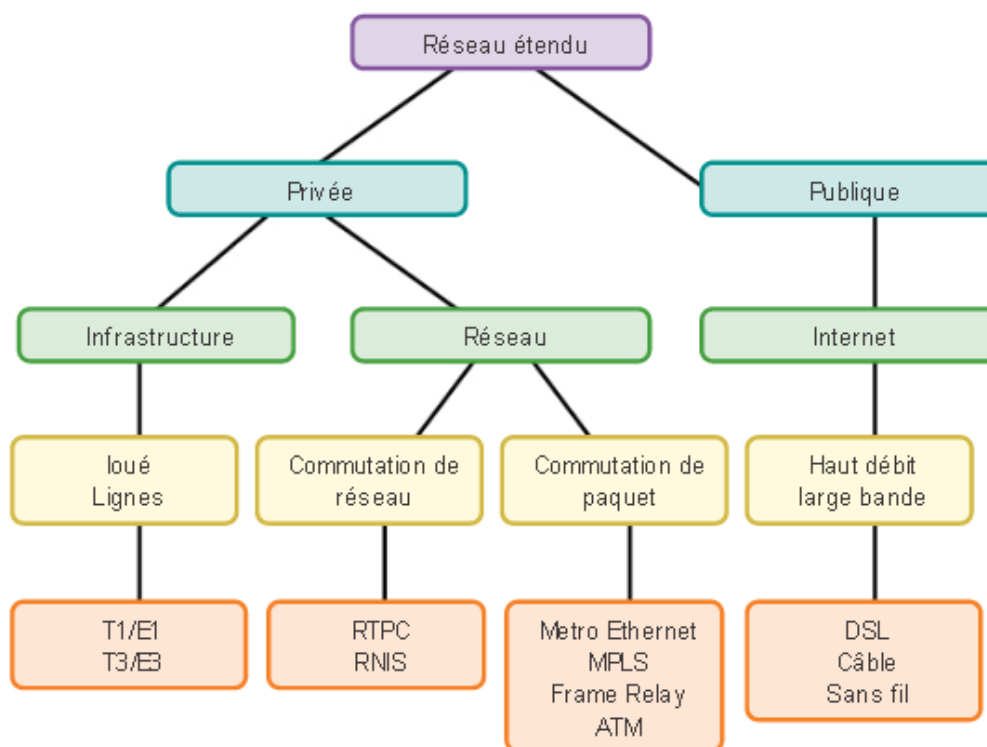 Réseau étendu
Privée
Publique
Infrastructure
Réseau
Internet
loué
Lignes
Commutation de
réseau
Commutation de
paquet
Haut débit
large bande
T1/E1
T3/E3
RTPC
RNIS
Metro Ethernet
MPLS
Frame Relay
ATM
DSL
Câble
Sans fil